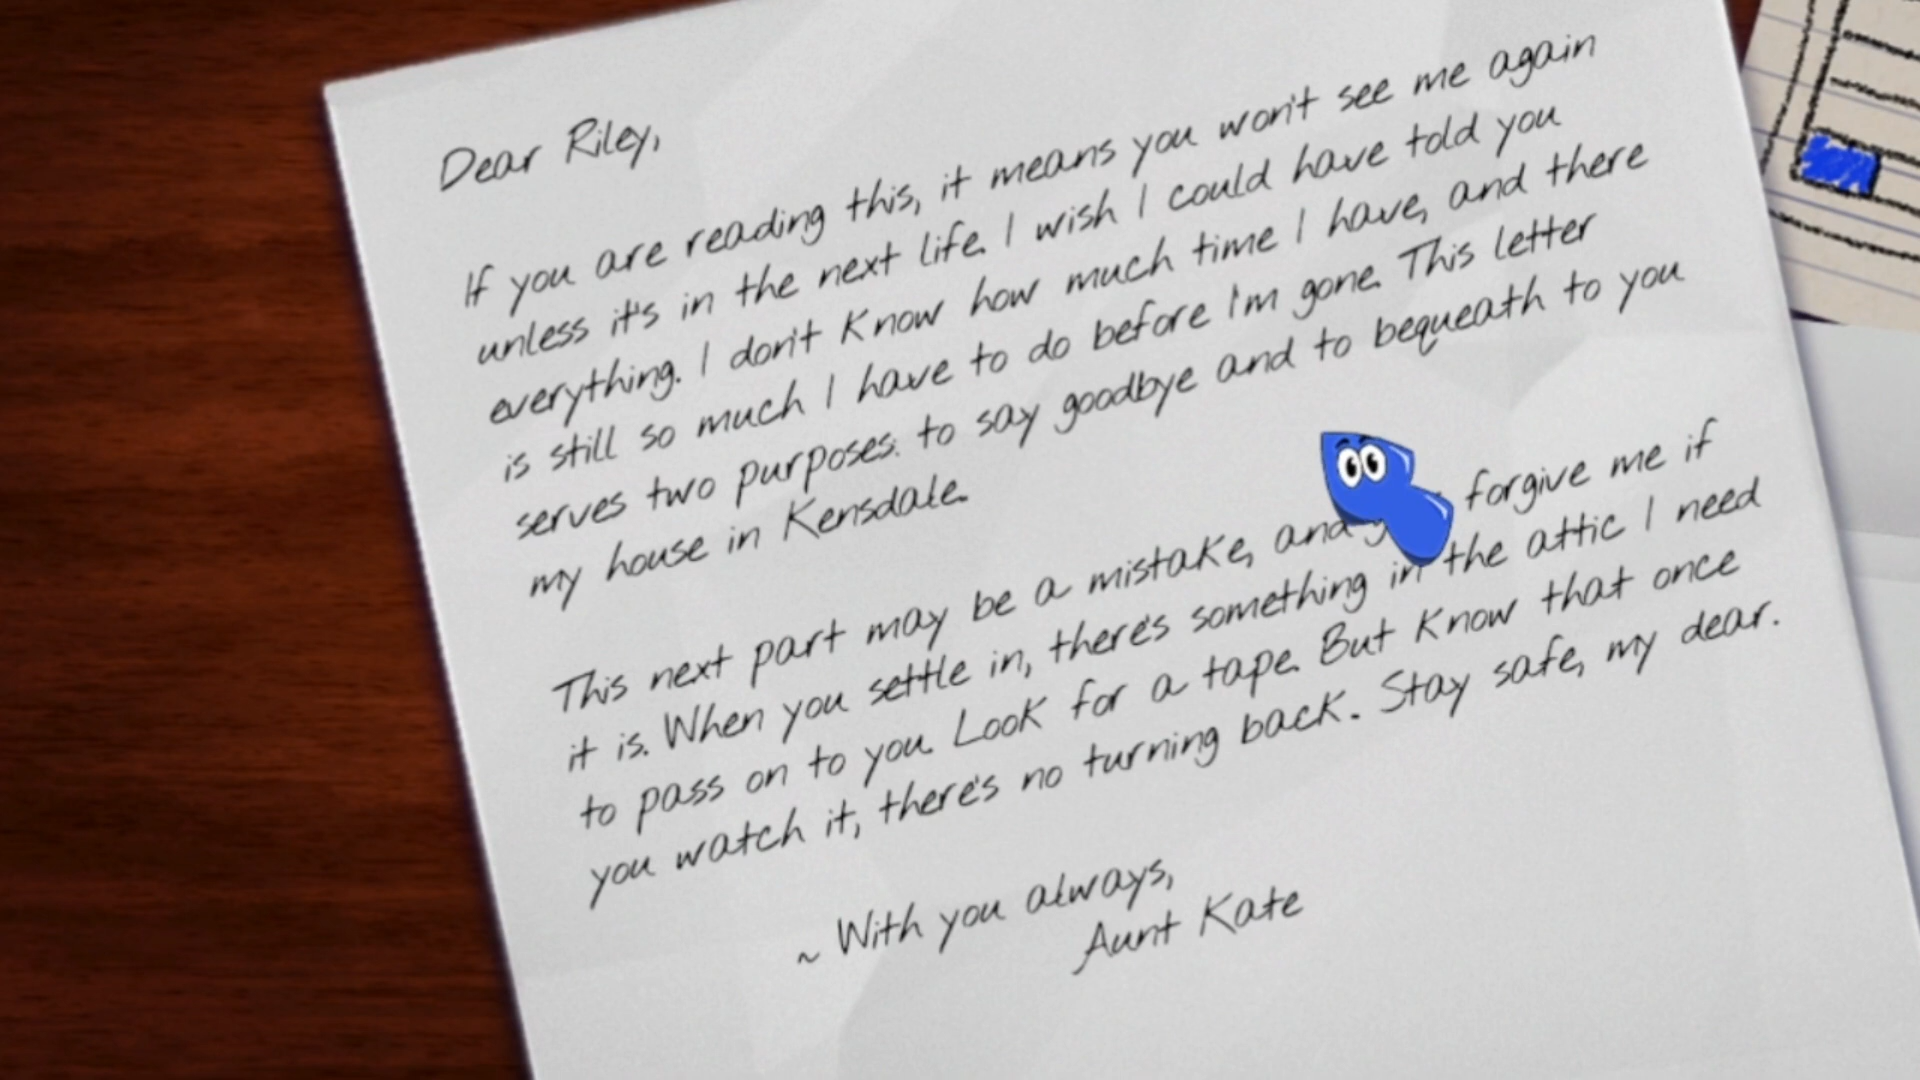 Dear Riley,
If you are reading this, it means you won't see me again
unless it's in the next life. I wish I could have told you
everything. I don't know how much time I have, and there
is still so much I have to do before I'm gone. This letter
serves two purposes: to say goodbye and to bequeath to you
my house in Kensdale.
This next part may be a mistake, and forgive me if
it is. When you settle in, there's something in the attic I need
to pass on to you. Look for a tape. But know that once
you watch it, there's no turning back. Stay safe, my dear.
~ With you always,
Aunt Kate